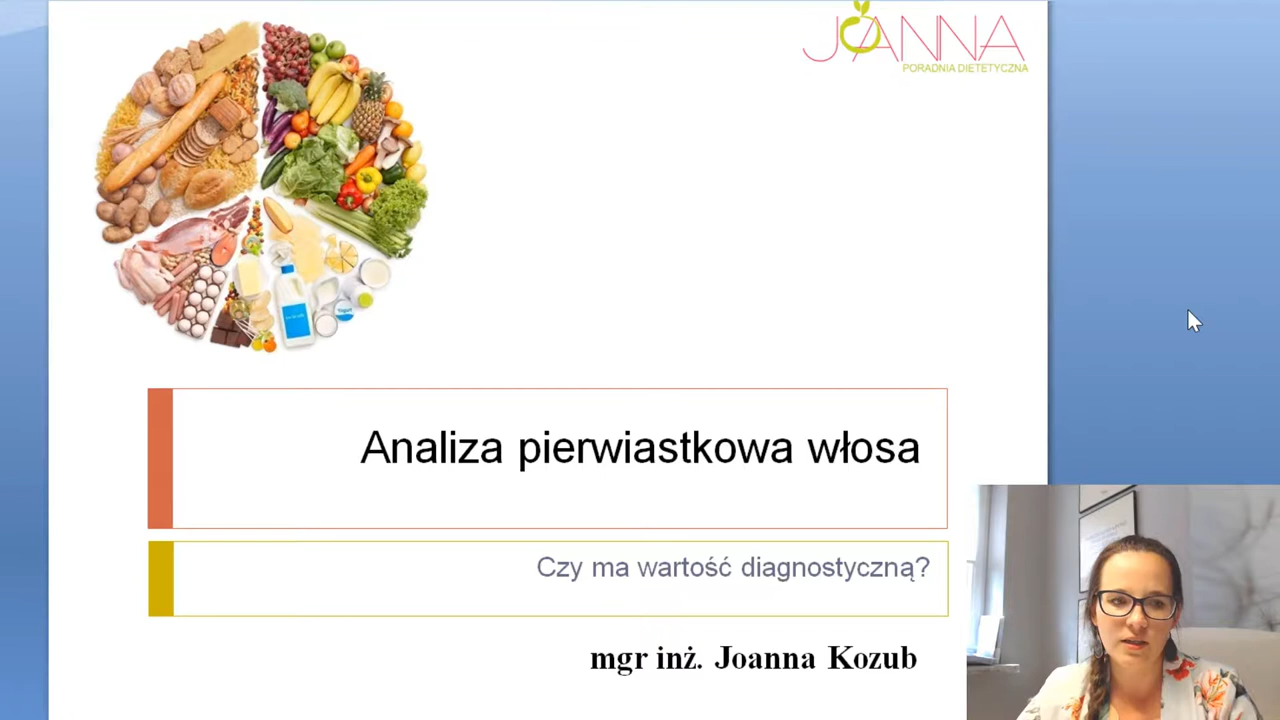 JOANNA
PORADNIA DIETETYCZNA
Analiza pierwiastkowa włosa
Czy ma wartość diagnostyczną?
mgr inż. Joanna Kozub